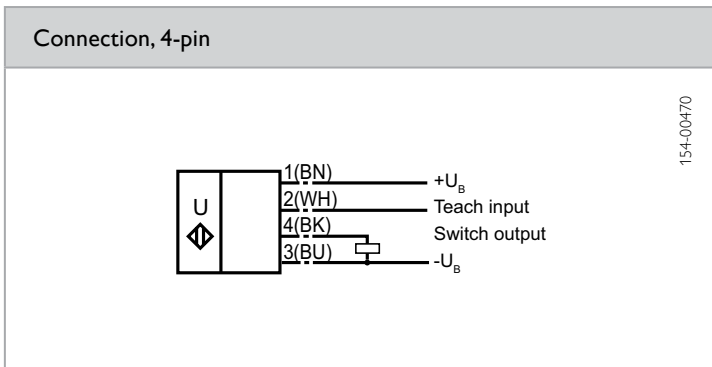 Connection, 4-pin
154-00470
U
1(BN)
+U_B
2(WH)
Teach input
4(BK)
Switch output
3(BU)
-U_B